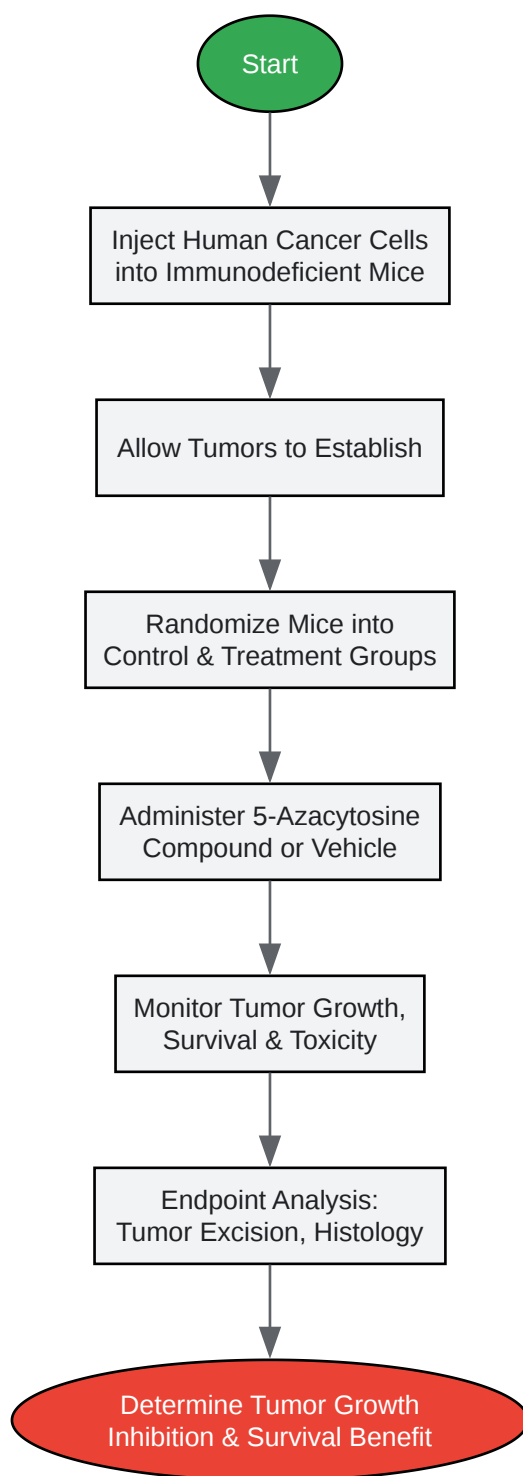 Start
Inject Human Cancer Cells
into Immunodeficient Mice
Allow Tumors to Establish
Randomize Mice into
Control & Treatment Groups
Administer 5-Azacytosine
Compound or Vehicle
Monitor Tumor Growth,
Survival & Toxicity
Endpoint Analysis:
Tumor Excision, Histology
Determine Tumor Growth
Inhibition & Survival Benefit